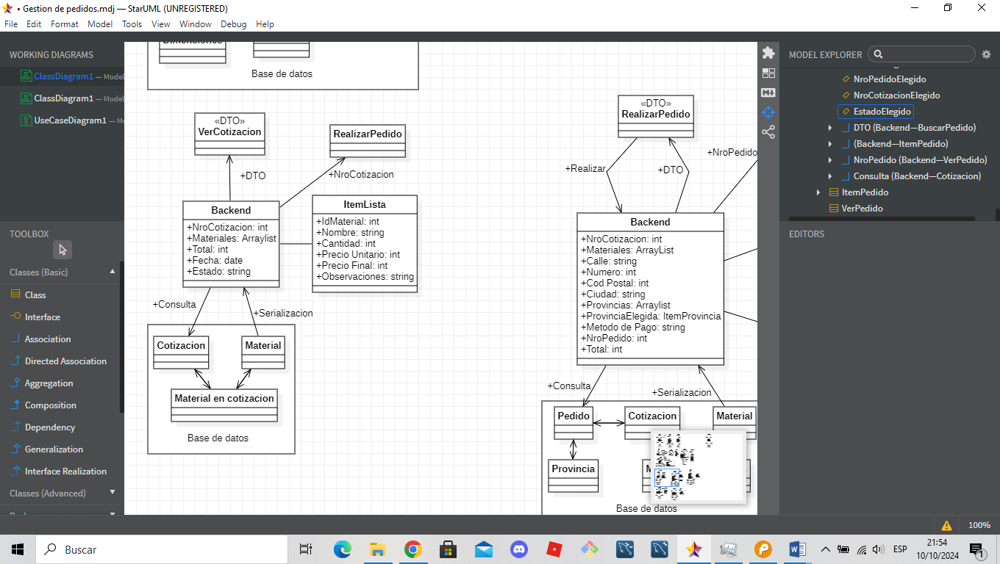 • Gestion de pedidos.mdj — StarUML (UNREGISTERED)
File Edit Format Model Tools View Window Debug Help
WORKING DIAGRAMS
ClassDiagram1 — Model
ClassDiagram1 — Model
UseCaseDiagram1
TOOLBOX
Classes (Basic)
Class
Interface
Association
Directed Association
Aggregation
Composition
Dependency
Generalization
Interface Realization
Classes (Advanced)
Dimensiones
Base de datos
«DTO»
VerCotizacion
RealizarPedido
+DTO
+NroCotizacion
Backend
+NroCotizacion: int
+Materiales: Arraylist
+Total: int
+Fecha: date
+Estado: string
ItemLista
+IdMaterial: int
+Nombre: string
+Cantidad: int
+Precio Unitario: int
+Precio Final: int
+Observaciones: string
+Consulta
+Serializacion
Cotizacion
Material
Material en cotizacion
Base de datos
«DTO»
RealizarPedido
+NroPedido
+Realizar
+DTO
Backend
+NroCotizacion: int
+Materiales: ArrayList
+Calle: string
+Numero: int
+Cod Postal: int
+Ciudad: string
+Provincias: Arraylist
+ProvinciaElegida: ItemProvincia
+Metodo de Pago: string
+NroPedido: int
+Total: int
+Consulta
+Serializacion
Pedido
Cotizacion
Material
Provincia
Base de datos
MODEL EXPLORER
NroPedidoElegido
NroCotizacionElegido
EstadoElegido
DTO (Backend—BuscarPedido)
(Backend—ItemPedido)
NroPedido (Backend—VerPedido)
Consulta (Backend—Cotizacion)
ItemPedido
VerPedido
EDITORS
100%
Buscar
ESP
21:54
10/10/2024
1